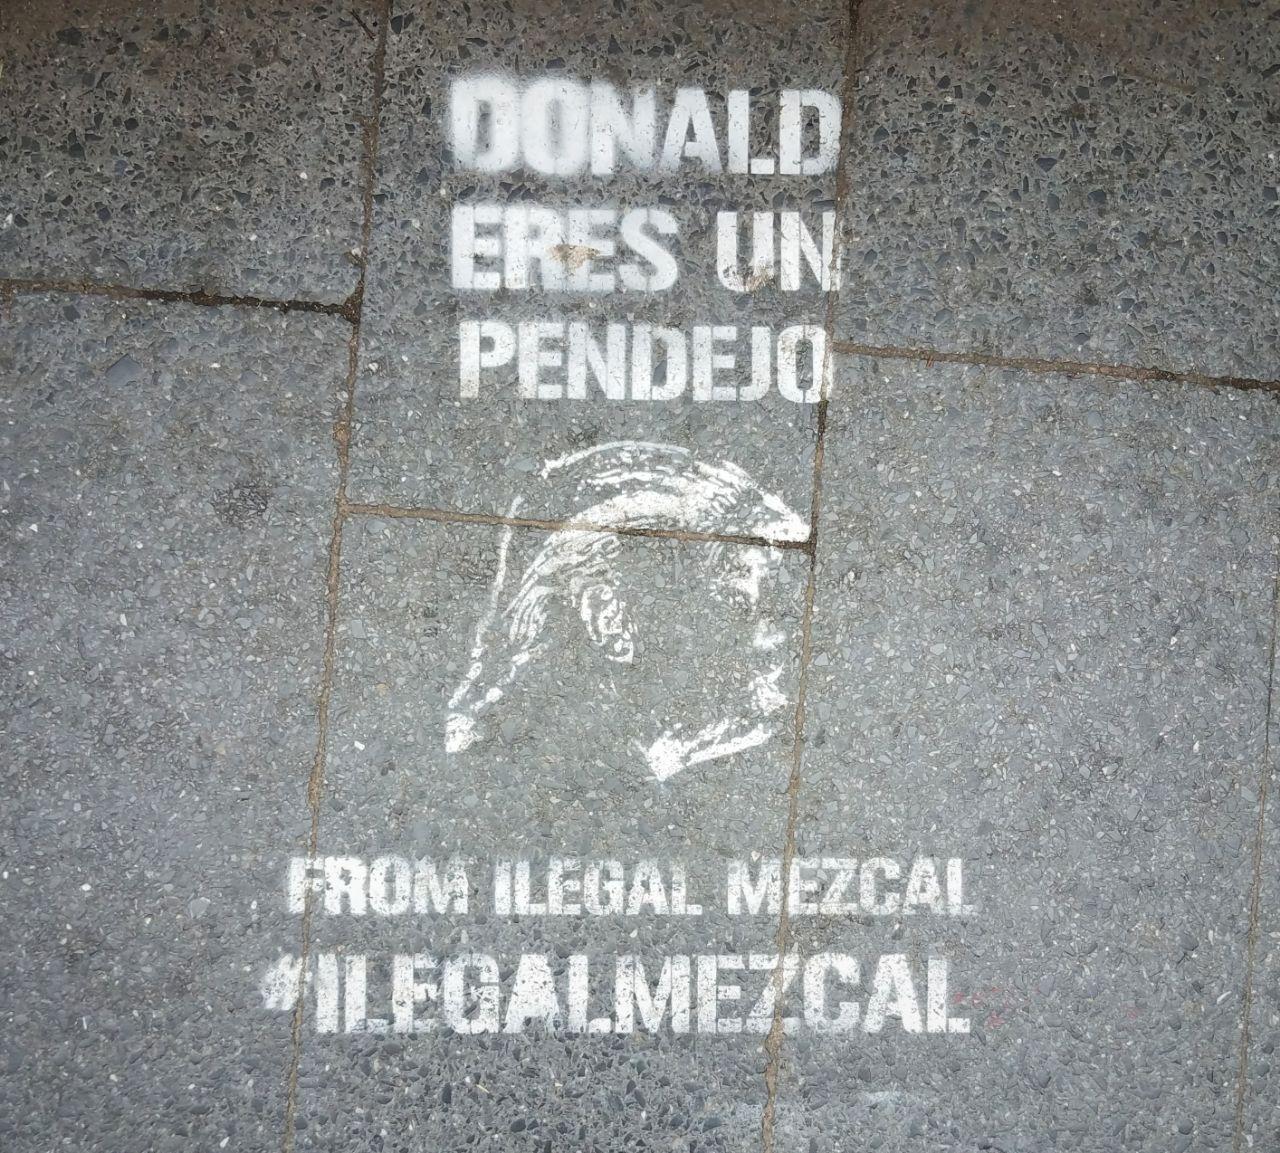 DONALD
ERES UN
PENDEJO
FROM ILEGAL MEZCAL
#ILEGALMEZCAL